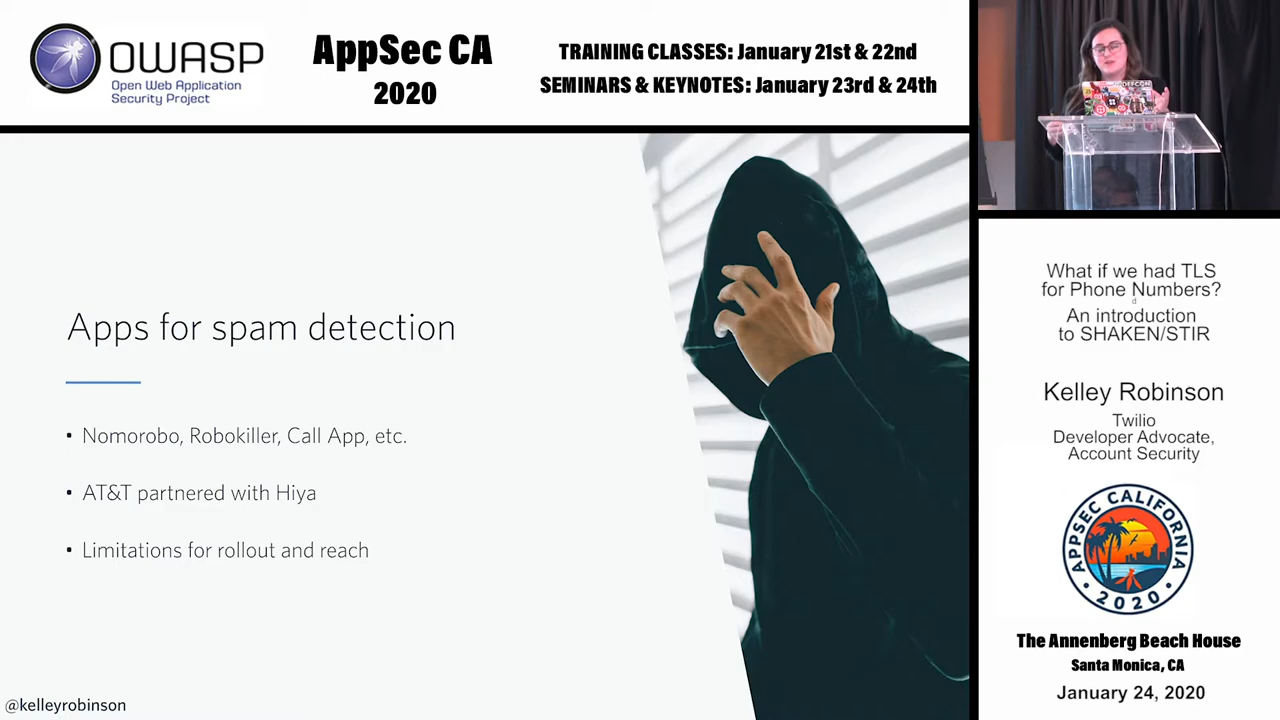 OWASP
Open Web Application
Security Project
AppSec CA
2020
TRAINING CLASSES: January 21st & 22nd
SEMINARS & KEYNOTES: January 23rd & 24th
Apps for spam detection
• Nomorobo, Robokiller, Call App, etc.
• AT&T partnered with Hiya
• Limitations for rollout and reach
@kelleyrobinson
What if we had TLS
for Phone Numbers?
d
An introduction
to SHAKEN/STIR
Kelley Robinson
Twilio
Developer Advocate,
Account Security
APPSEC CALIFORNIA
• 2020 •
The Annenberg Beach House
Santa Monica, CA
January 24, 2020